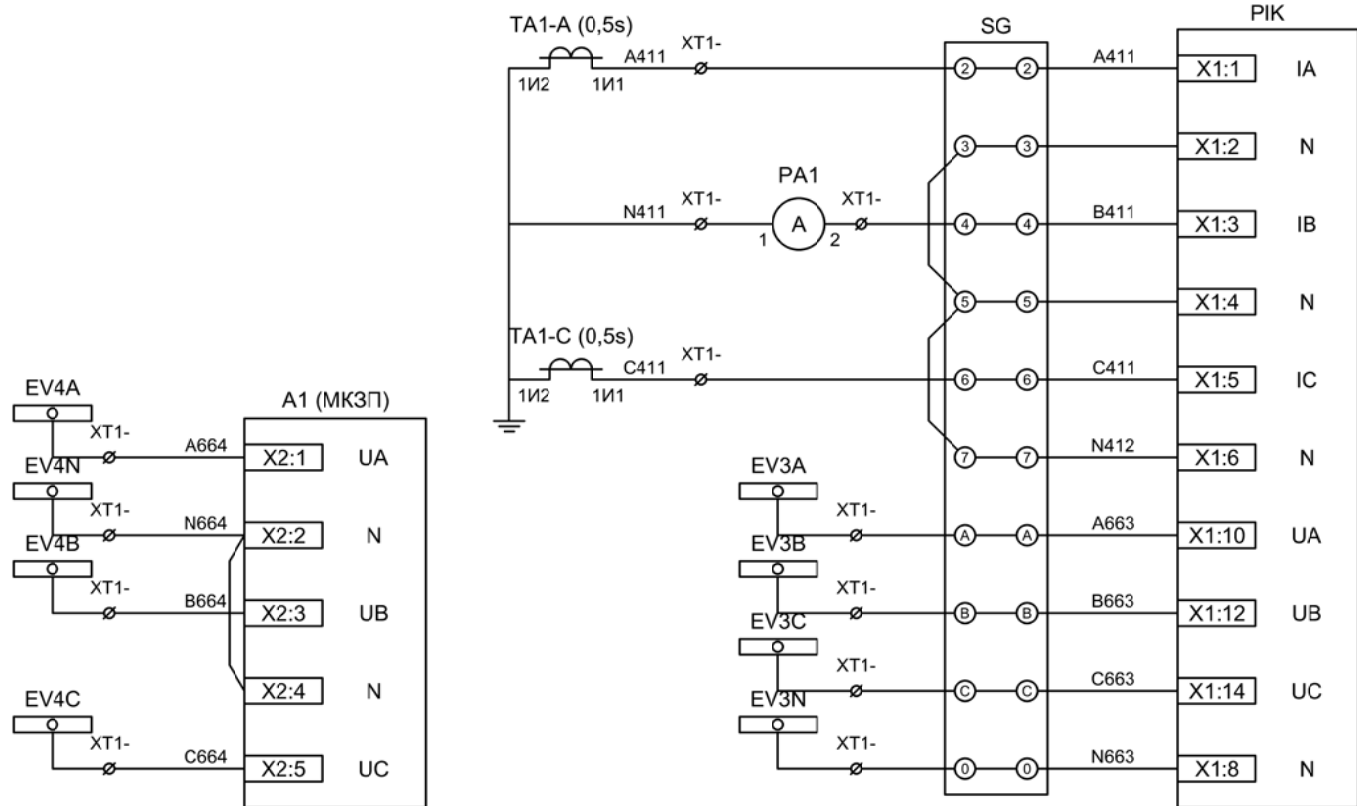 PIK
TA1-A (0,5s)
SG
A411
XT1-
1И2
1И1
2
2
A411
X1:1
IA
3
3
X1:2
N
PA1
N411
XT1-
XT1-
1
A
2
4
4
B411
X1:3
IB
5
5
X1:4
N
TA1-C (0,5s)
C411
XT1-
1И2
1И1
6
6
C411
X1:5
IC
7
7
N412
X1:6
N
EV3A
XT1-
A
A
A663
X1:10
UA
EV3B
XT1-
B
B
B663
X1:12
UB
EV3C
XT1-
C
C
C663
X1:14
UC
EV3N
XT1-
0
0
N663
X1:8
N
A1 (МКЗП)
EV4A
XT1-
A664
X2:1
UA
EV4N
XT1-
N664
X2:2
N
EV4B
XT1-
B664
X2:3
UB
X2:4
N
EV4C
XT1-
C664
X2:5
UC